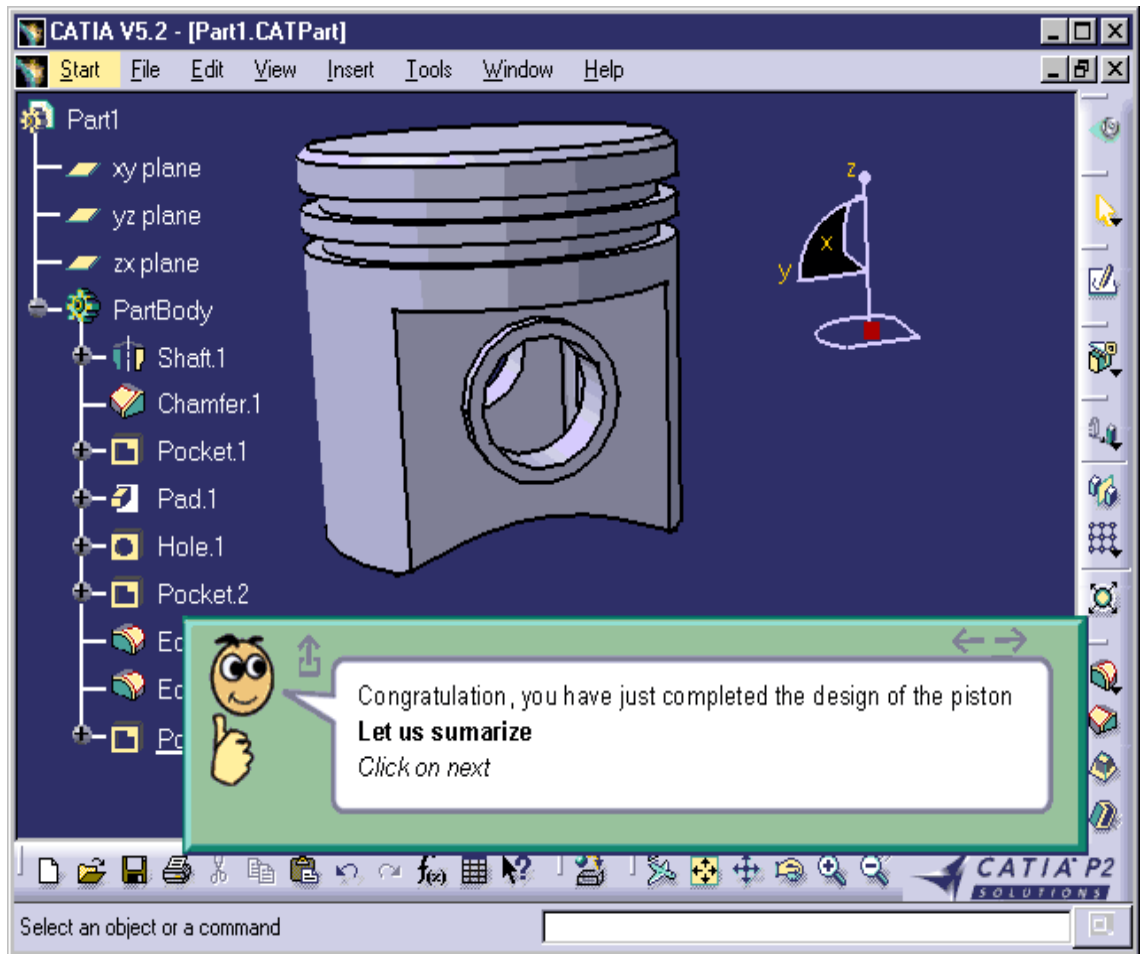 CATIA V5.2 - [Part1.CATPart]
Start File Edit View Insert Tools Window Help
Part1
xy plane
yz plane
zx plane
PartBody
Shaft.1
Chamfer.1
Pocket.1
Pad.1
Hole.1
Pocket.2
Ed
Ed
Po
z
x
y
Congratulation, you have just completed the design of the piston
Let us sumarize
Click on next
f(x)
CATIA P2
SOLUTIONS
Select an object or a command